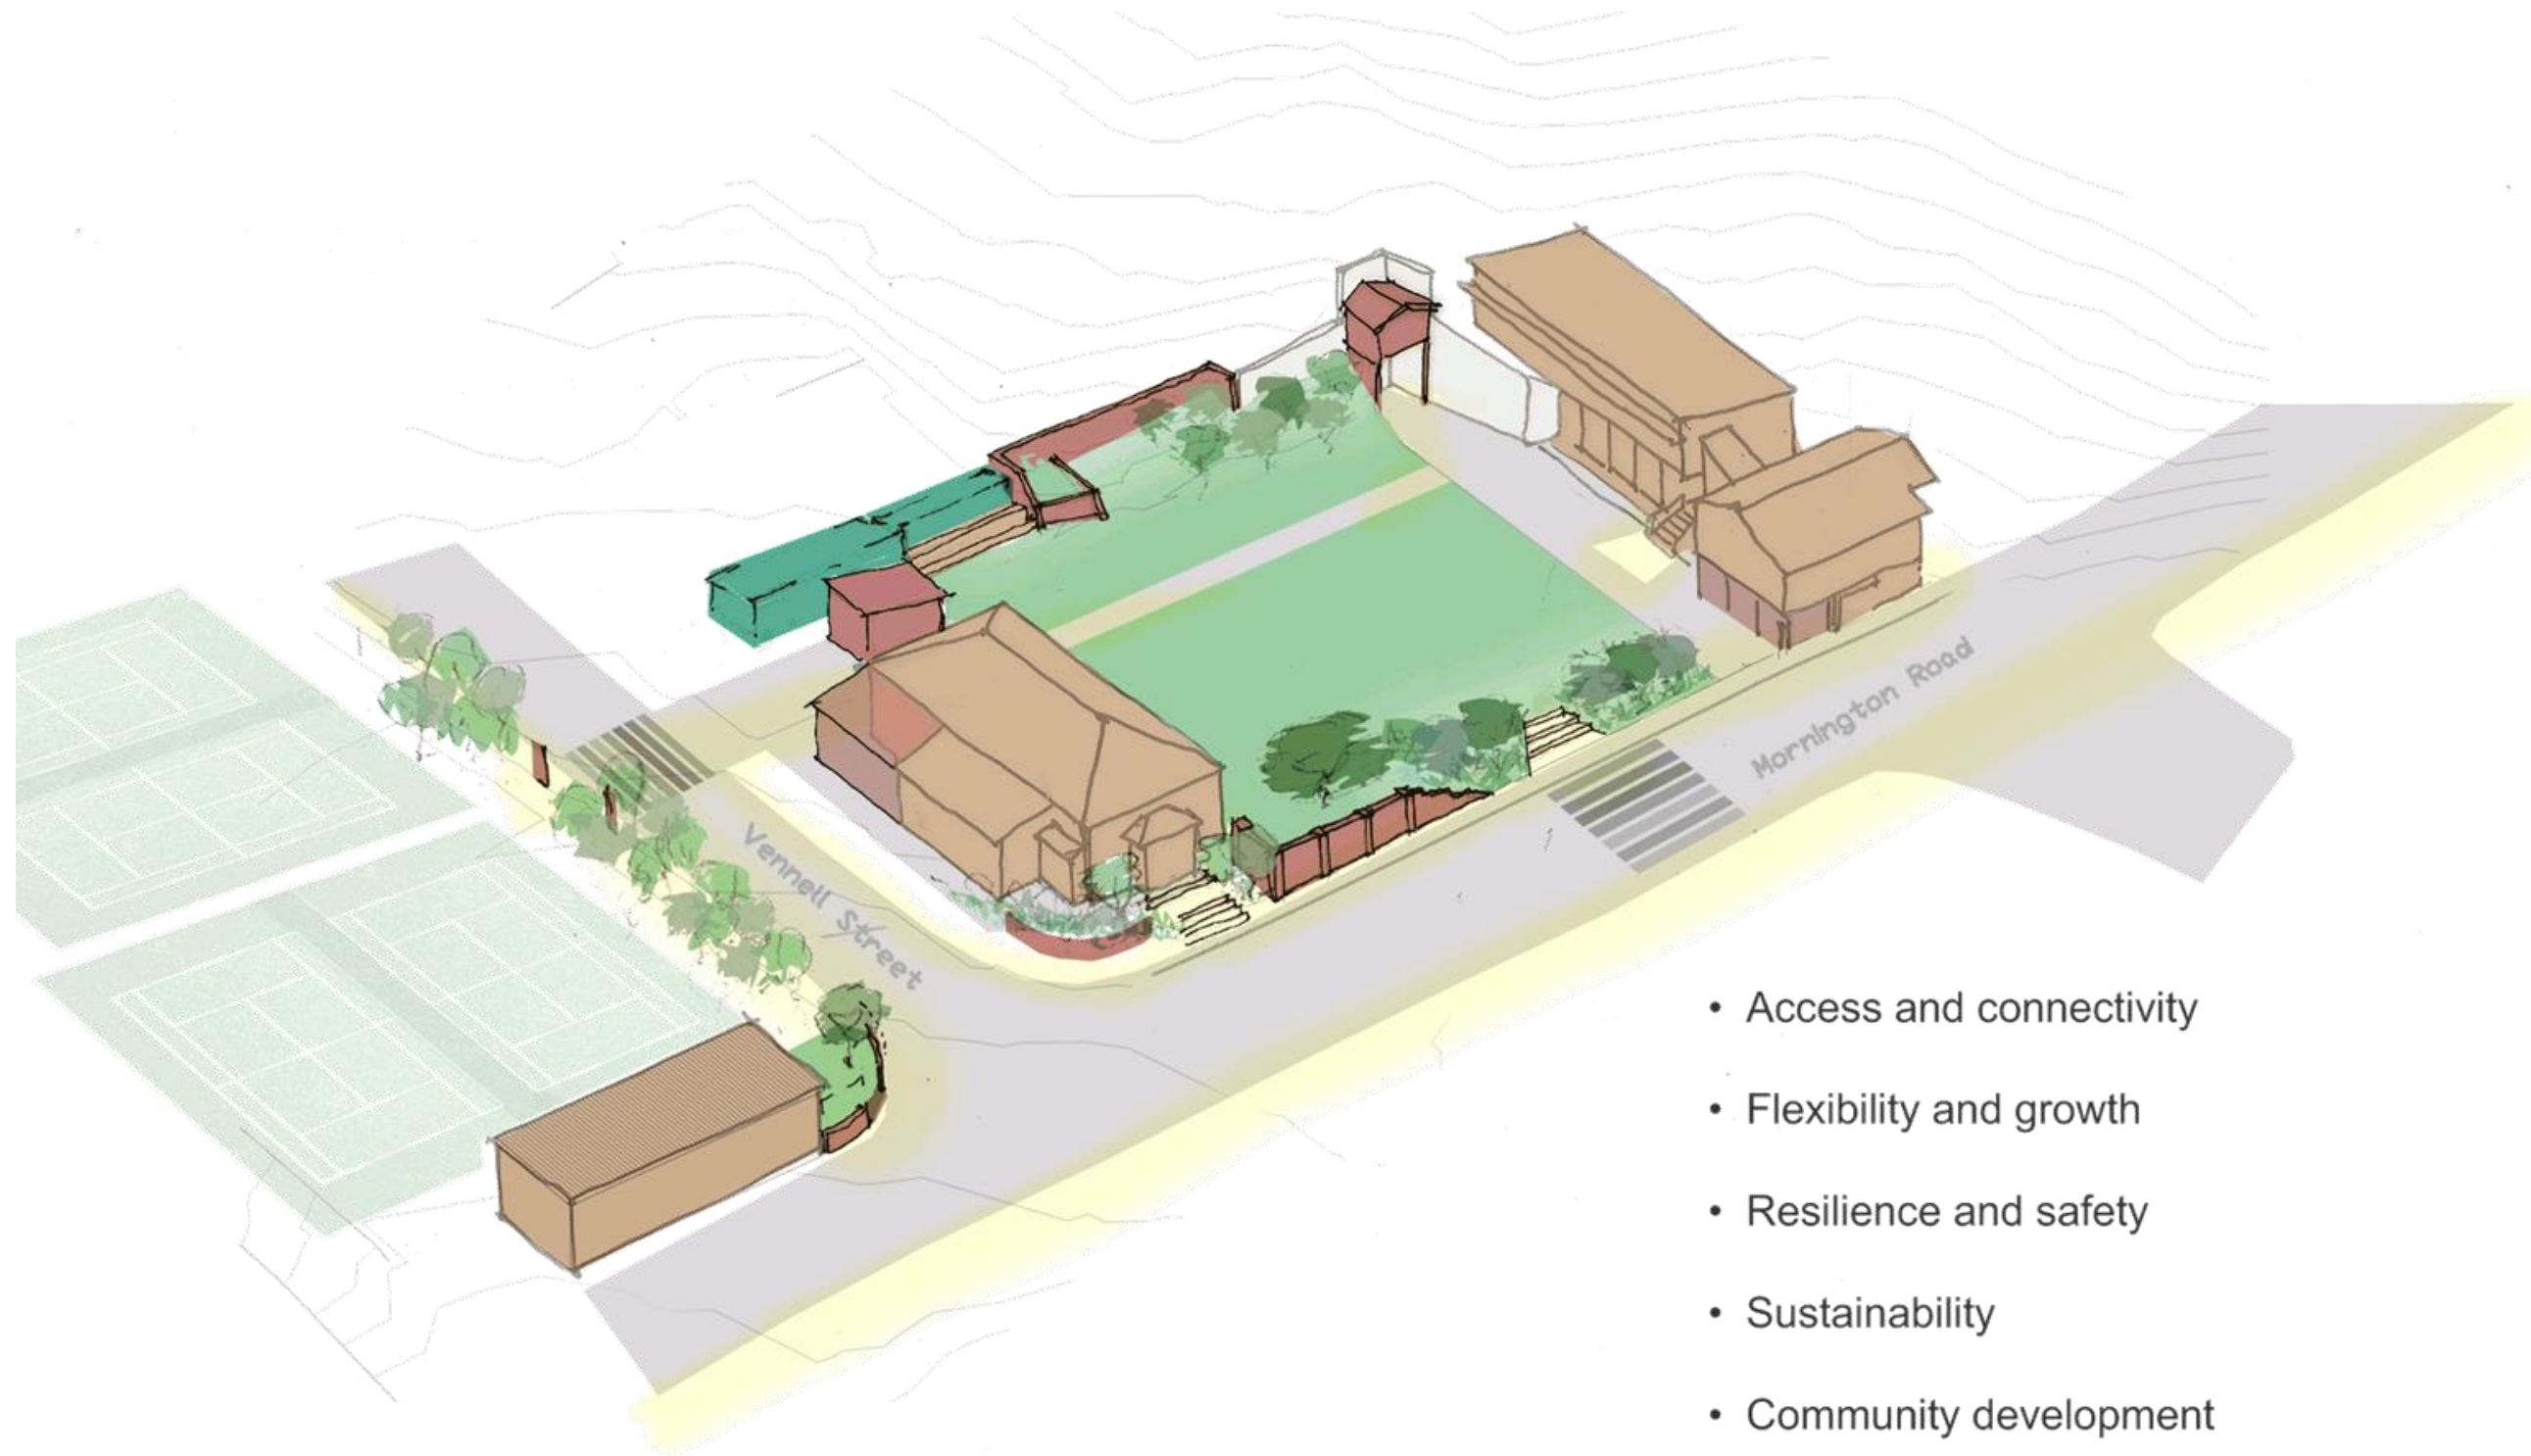 Mornington Road
Vennell Street
• Access and connectivity
• Flexibility and growth
• Resilience and safety
• Sustainability
• Community development